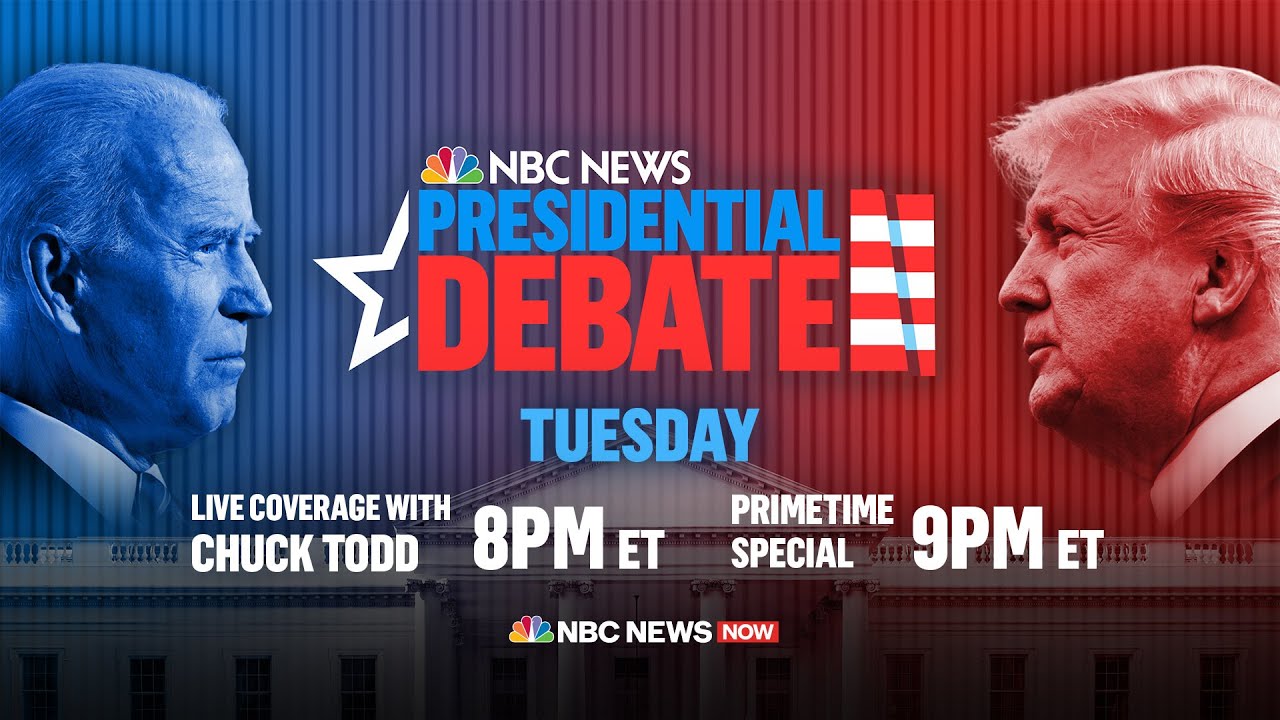 NBC NEWS
PRESIDENTIAL
DEBATE
TUESDAY
LIVE COVERAGE WITH
CHUCK TODD
8PM ET
PRIMETIME
SPECIAL
9PM ET
NBC NEWS NOW